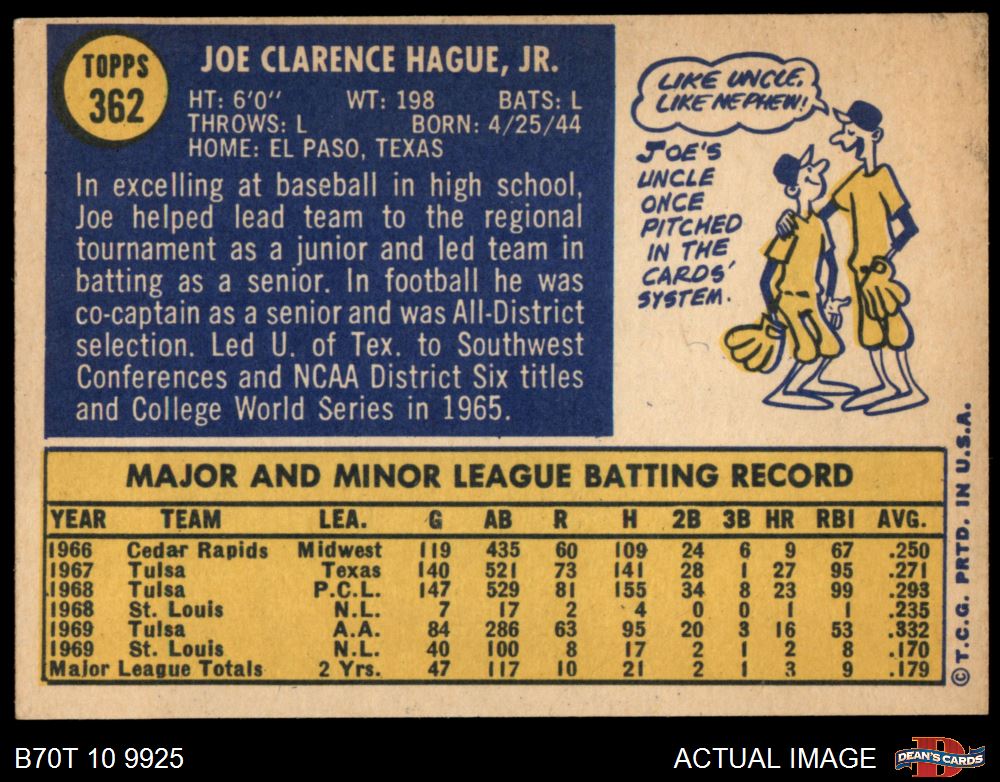 TOPPS
362
JOE CLARENCE HAGUE, JR.
HT: 6'0" WT: 198 BATS: L
THROWS: L BORN: 4/25/44
HOME: EL PASO, TEXAS
In excelling at baseball in high school,
Joe helped lead team to the regional
tournament as a junior and led team in
batting as a senior. In football he was
co-captain as a senior and was All-District
selection. Led U. of Tex. to Southwest
Conferences and NCAA District Six titles
and College World Series in 1965.
LIKE UNCLE,
LIKE NEPHEW!
JOE'S
UNCLE
ONCE
PITCHED
IN THE
CARDS'
SYSTEM.
MAJOR AND MINOR LEAGUE BATTING RECORD
YEAR TEAM LEA. G AB R H 2B 3B HR RBI AVG.
1966 Cedar Rapids Midwest 119 435 60 109 24 6 9 67 .250
1967 Tulsa Texas 140 521 73 141 28 1 27 95 .271
1968 Tulsa P.C.L. 147 529 81 155 34 8 23 99 .293
1968 St. Louis N.L. 7 17 2 4 0 0 1 1 .235
1969 Tulsa A.A. 84 286 63 95 20 3 16 53 .332
1969 St. Louis N.L. 40 100 8 17 2 1 2 8 .170
Major League Totals 2 Yrs. 47 117 10 21 2 1 3 9 .179
© T.C.G. PRTD. IN U.S.A.
B70T 10 9925
ACTUAL IMAGE
D
DEAN'S CARDS